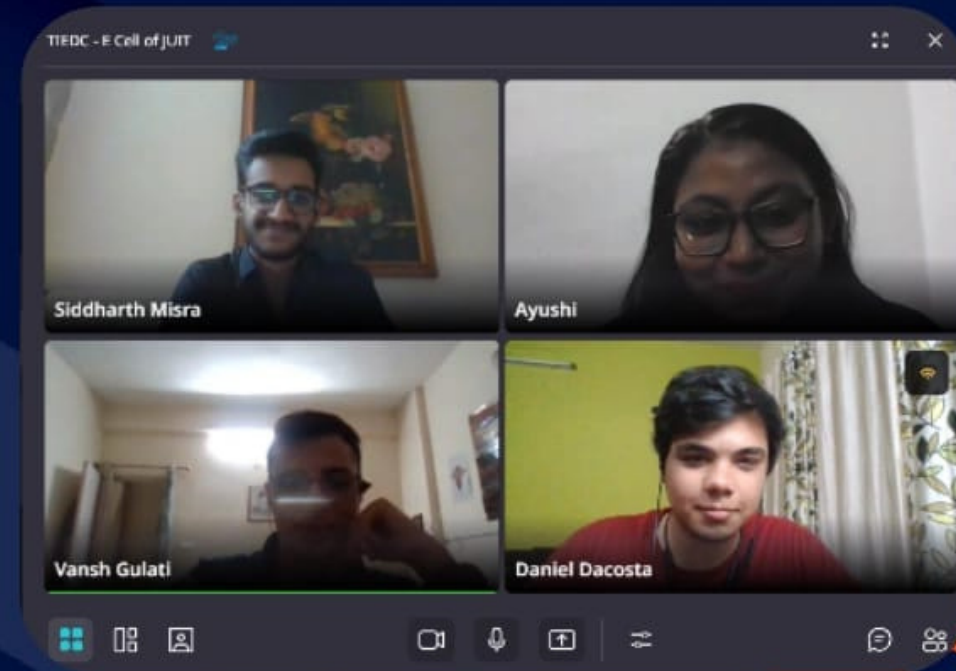 TIEDC - E Cell of JUIT
Siddharth Misra
Ayushi
Vansh Gulati
Daniel Dacosta